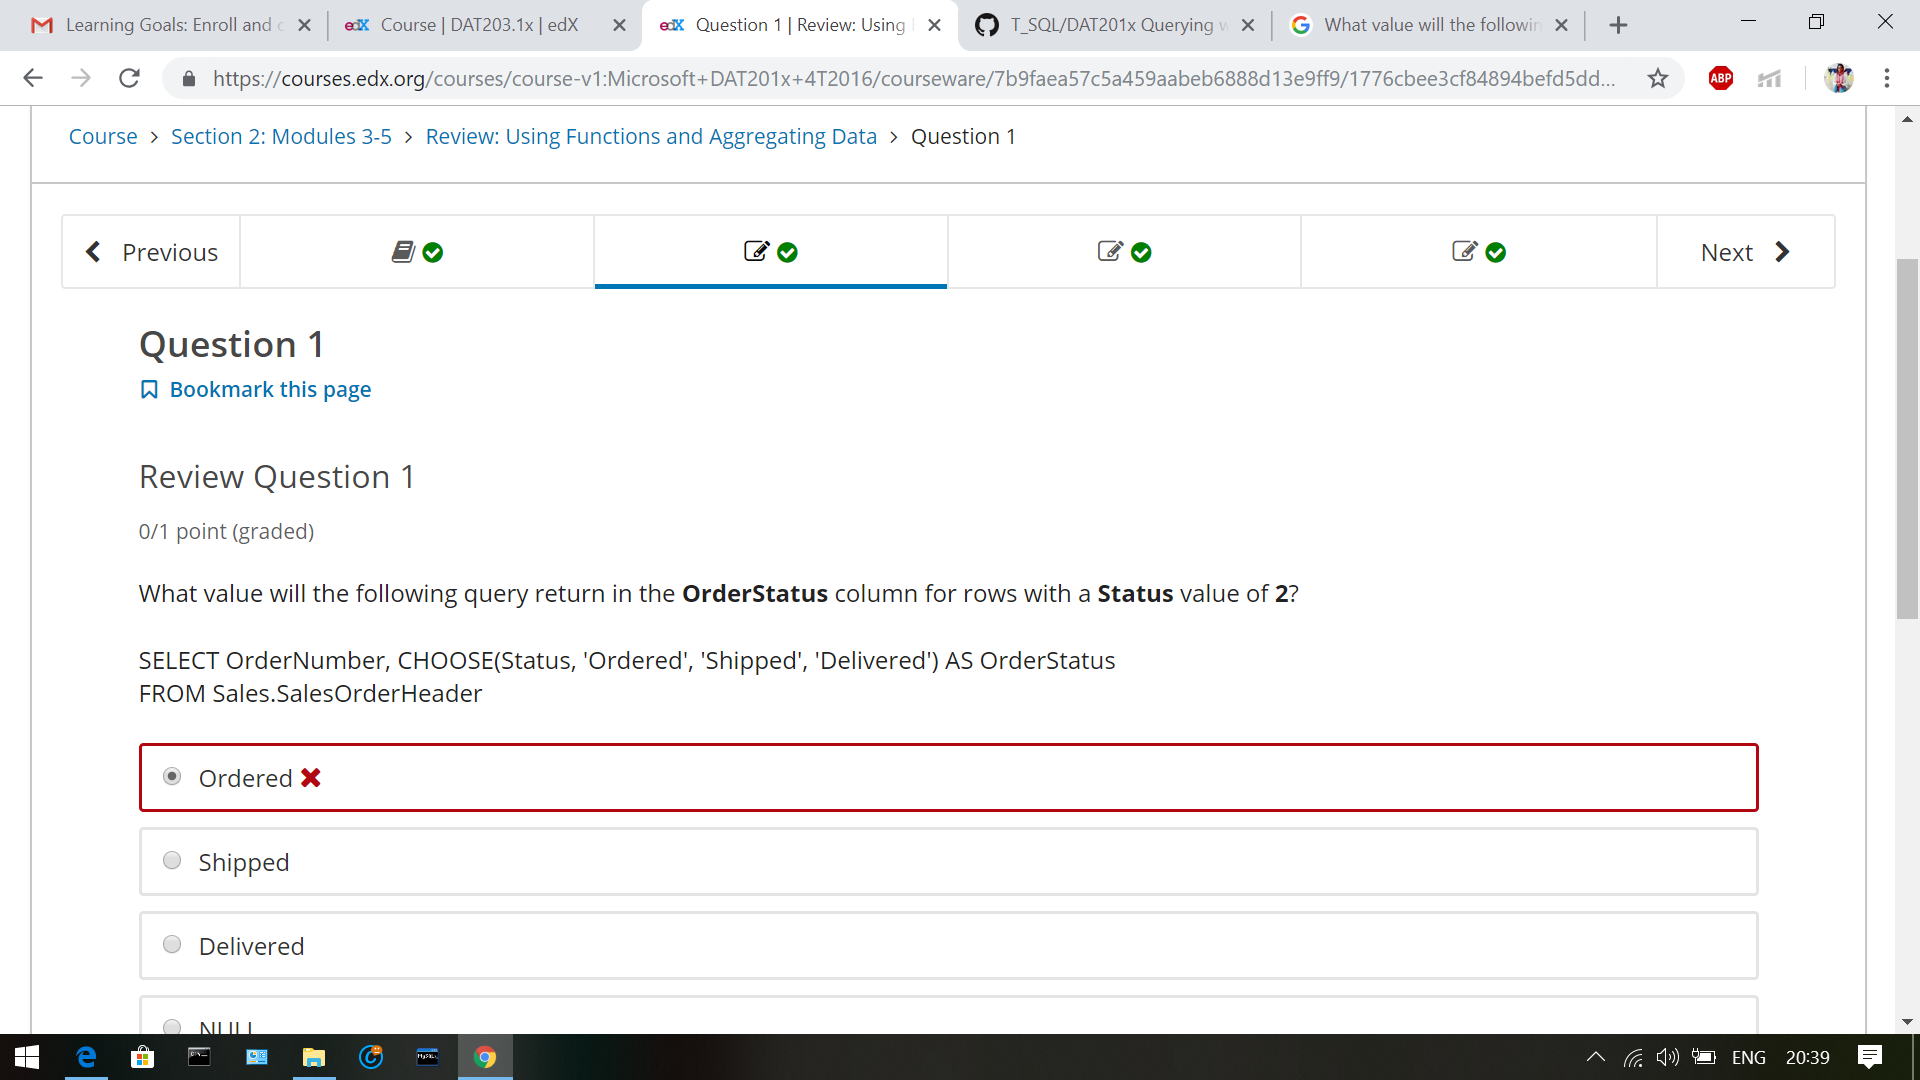 Learning Goals: Enroll and c
edX Course | DAT203.1x | edX
edX Question 1 | Review: Using
T_SQL/DAT201x Querying w
What value will the followin
https://courses.edx.org/courses/course-v1:Microsoft+DAT201x+4T2016/courseware/7b9faea57c5a459aabeb6888d13e9ff9/1776cbee3cf84894befd5dd...
ABP
Course > Section 2: Modules 3-5 > Review: Using Functions and Aggregating Data > Question 1
Previous
Next
Question 1
Bookmark this page
Review Question 1
0/1 point (graded)
What value will the following query return in the OrderStatus column for rows with a Status value of 2?
SELECT OrderNumber, CHOOSE(Status, 'Ordered', 'Shipped', 'Delivered') AS OrderStatus
FROM Sales.SalesOrderHeader
Ordered
Shipped
Delivered
NULL
ENG 20:39